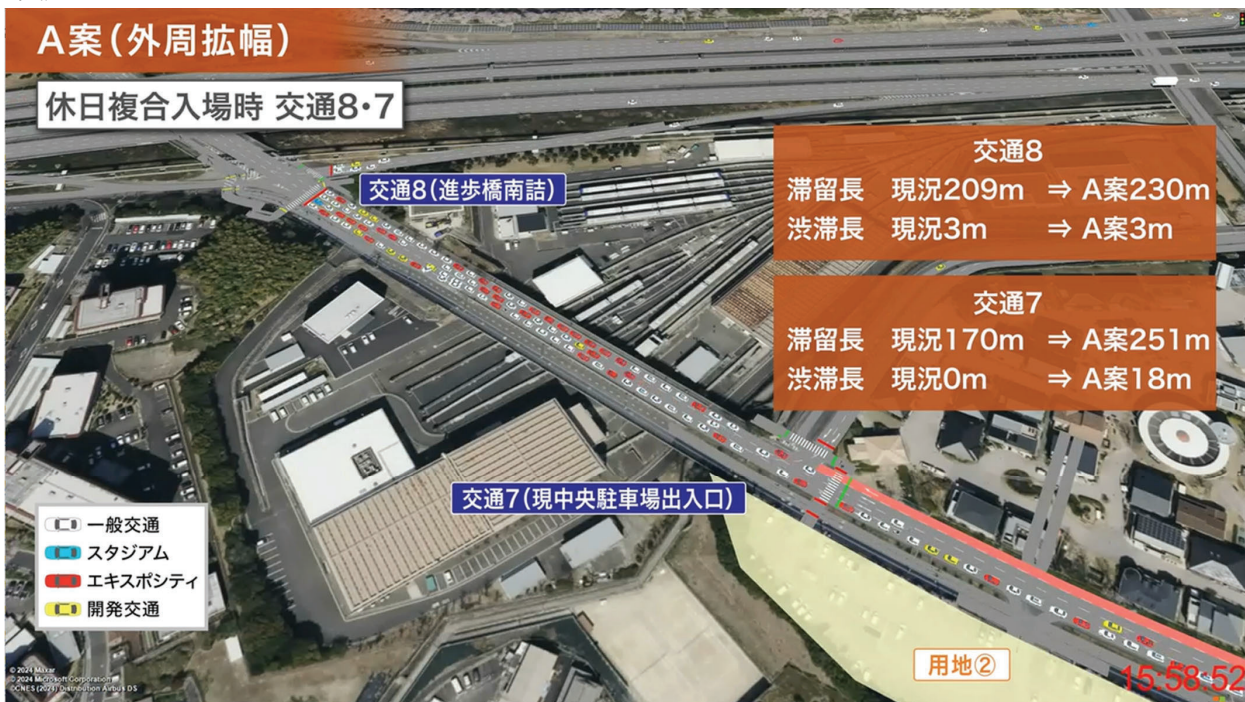 A案(外周拡幅)
休日複合入場時 交通8・7
交通8(進歩橋南詰)
交通8
滞留長 現況209m ⇒ A案230m
渋滞長 現況3m ⇒ A案3m
交通7
滞留長 現況170m ⇒ A案251m
渋滞長 現況0m ⇒ A案18m
交通7(現中央駐車場出入口)
一般交通
スタジアム
エキスポシティ
開発交通
用地②
© 2024 Maxar
© 2024 Microsoft Corporation
©CNES (2024) Distribution Airbus DS
15:58:52